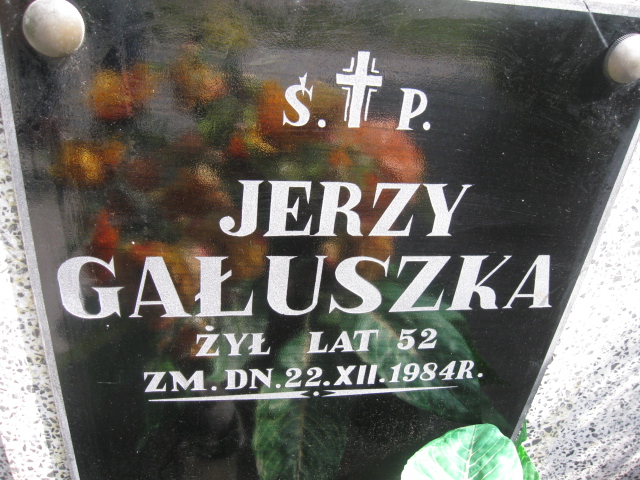 Ś. P.
JERZY
GAŁUSZKA
ŻYŁ LAT 52
ZM. DN. 22. XII. 1984R.